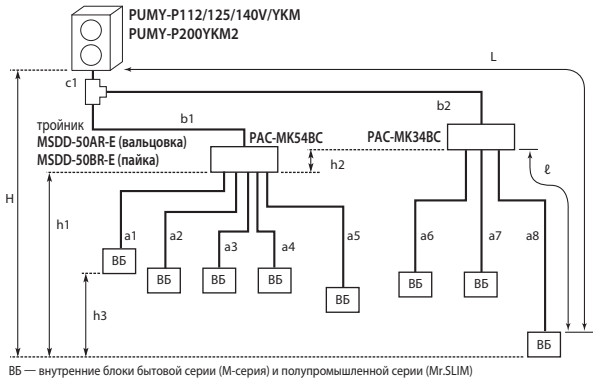 PUMY-P112/125/140V/YKM
PUMY-P200YKM2
L
c1
b1
b2
тройник
MSDD-50AR-E (вальцовка)
MSDD-50BR-E (пайка)
PAC-MK54BC
PAC-MK34BC
h2
ℓ
H
h1
a1
a2
a3
a4
a5
a6
a7
a8
ВБ
ВБ
ВБ
ВБ
ВБ
ВБ
ВБ
ВБ
h3
ВБ — внутренние блоки бытовой серии (М-серия) и полупромышленной серии (Mr.SLIM)